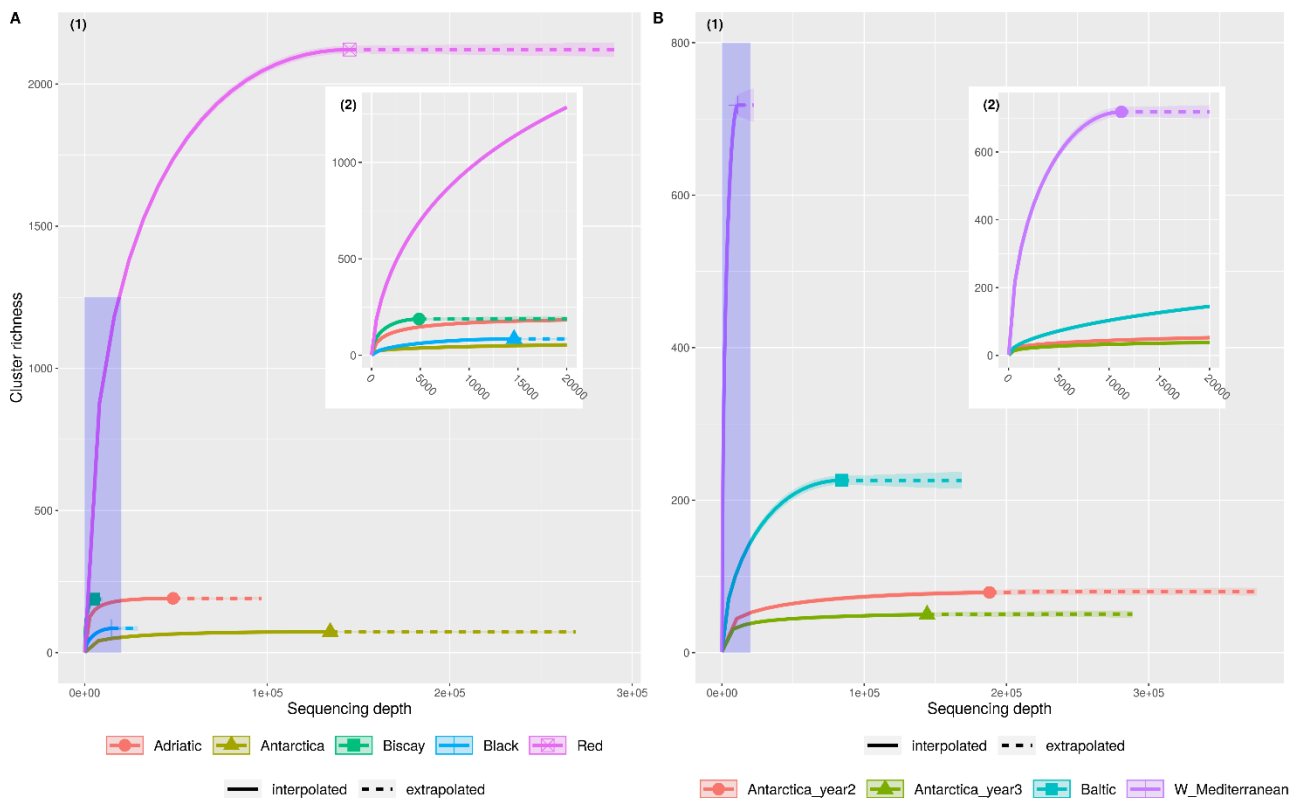 A
(1)
Cluster richness
2000
1500
1000
500
0
0e+00
1e+05
2e+05
3e+05
Sequencing depth
(2)
1000
500
0
0
5000
10000
15000
20000
Adriatic
Antarctica
Biscay
Black
Red
interpolated
extrapolated
B
(1)
800
600
400
200
0
0e+00
1e+05
2e+05
3e+05
Sequencing depth
(2)
600
400
200
0
0
5000
10000
15000
20000
interpolated
extrapolated
Antarctica_year2
Antarctica_year3
Baltic
W_Mediterranean